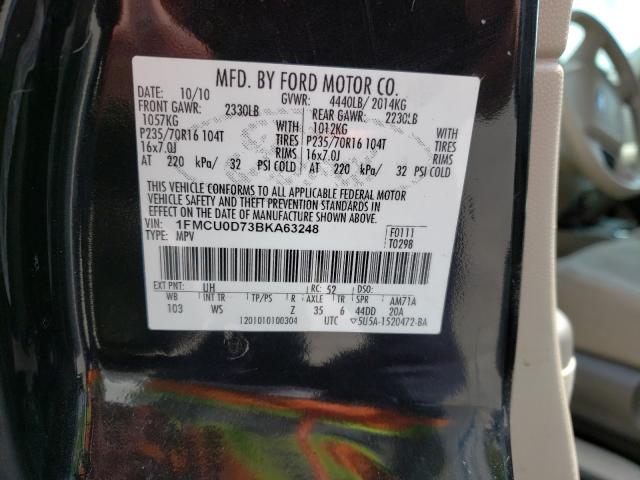 MFD. BY FORD MOTOR CO.
DATE: 10/10 GVWR: 4440LB/ 2014KG
FRONT GAWR: 2330LB REAR GAWR: 2230LB
1057KG WITH 1012KG WITH
P235/70R16 104T TIRES P235/70R16 104T TIRES
16x7.0J RIMS 16x7.0J RIMS
AT 220 kPa/ 32 PSI COLD AT 220 kPa/ 32 PSI COLD
THIS VEHICLE CONFORMS TO ALL APPLICABLE FEDERAL MOTOR
VEHICLE SAFETY AND THEFT PREVENTION STANDARDS IN
EFFECT ON THE DATE OF MANUFACTURE SHOWN ABOVE.
VIN: 1FMCU0D73BKA63248 F0111
TYPE: MPV T0298
EXT PNT: UH RC: 52 DSO:
WB INT TR TP/PS R AXLE TR SPR AM71A
103 WS Z 35 6 44DD 20A
1201010100304 UTC ▽5U5A-1520472-BA